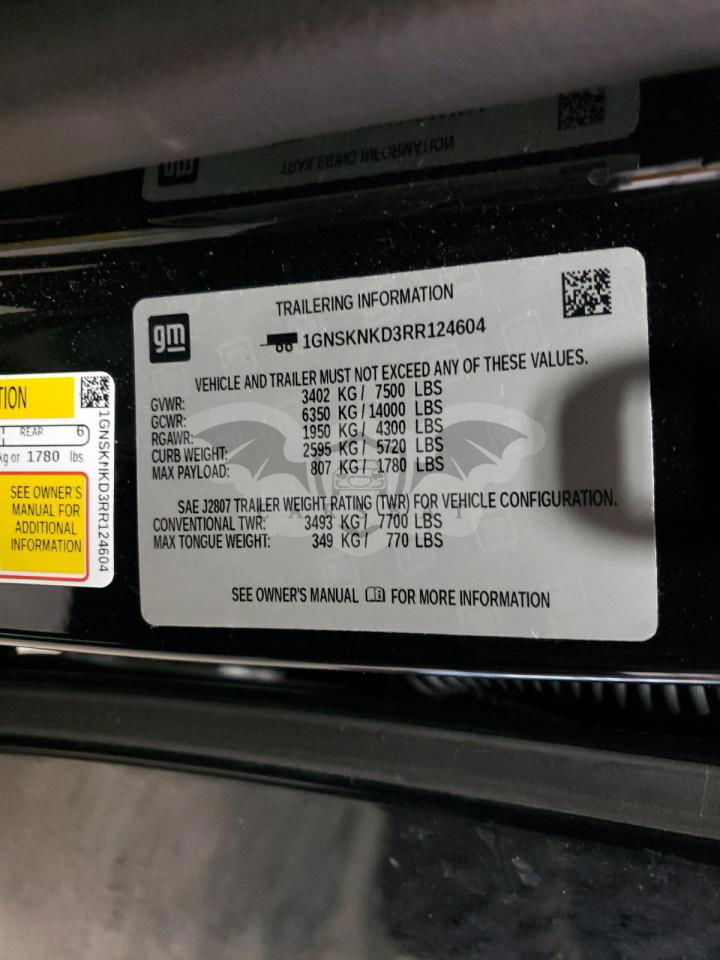 TRAILERING INFORMATION
gm
1GNSKNKD3RR124604
VEHICLE AND TRAILER MUST NOT EXCEED ANY OF THESE VALUES.
GVWR: 3402 KG / 7500 LBS
GCWR: 6350 KG / 14000 LBS
RGAWR: 1950 KG / 4300 LBS
CURB WEIGHT: 2595 KG / 5720 LBS
MAX PAYLOAD: 807 KG / 1780 LBS
SAE J2807 TRAILER WEIGHT RATING (TWR) FOR VEHICLE CONFIGURATION.
CONVENTIONAL TWR: 3493 KG / 7700 LBS
MAX TONGUE WEIGHT: 349 KG / 770 LBS
SEE OWNER'S MANUAL FOR MORE INFORMATION
REAR 6
kg or 1780 lbs.
SEE OWNER'S
MANUAL FOR
ADDITIONAL
INFORMATION
1GNSKNKD3RR124604
gm
TRAILERING INFORMATION